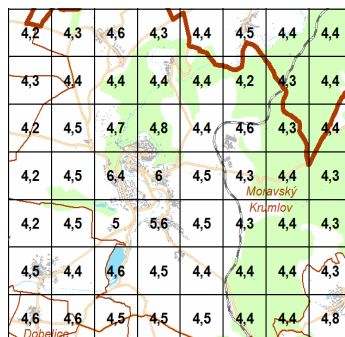 4,2 4,3 4,6 4,3 4,4 4,5 4,4 4,4
4,3 4,4 4,4 4,4 4,4 4,2 4,3 4,4
4,2 4,5 4,7 4,8 4,4 4,6 4,3 4,4
4,2 4,5 6,4 6 4,5 4,3 4,4 4,3
Moravský
Krumlov
4,2 4,5 5 5,6 4,5 4,3 4,4 4,3
4,5 4,4 4,6 4,5 4,4 4,4 4,4 4,3
4,6 4,6 4,5 4,5 4,5 4,4 4,4 4,8
Dobelice